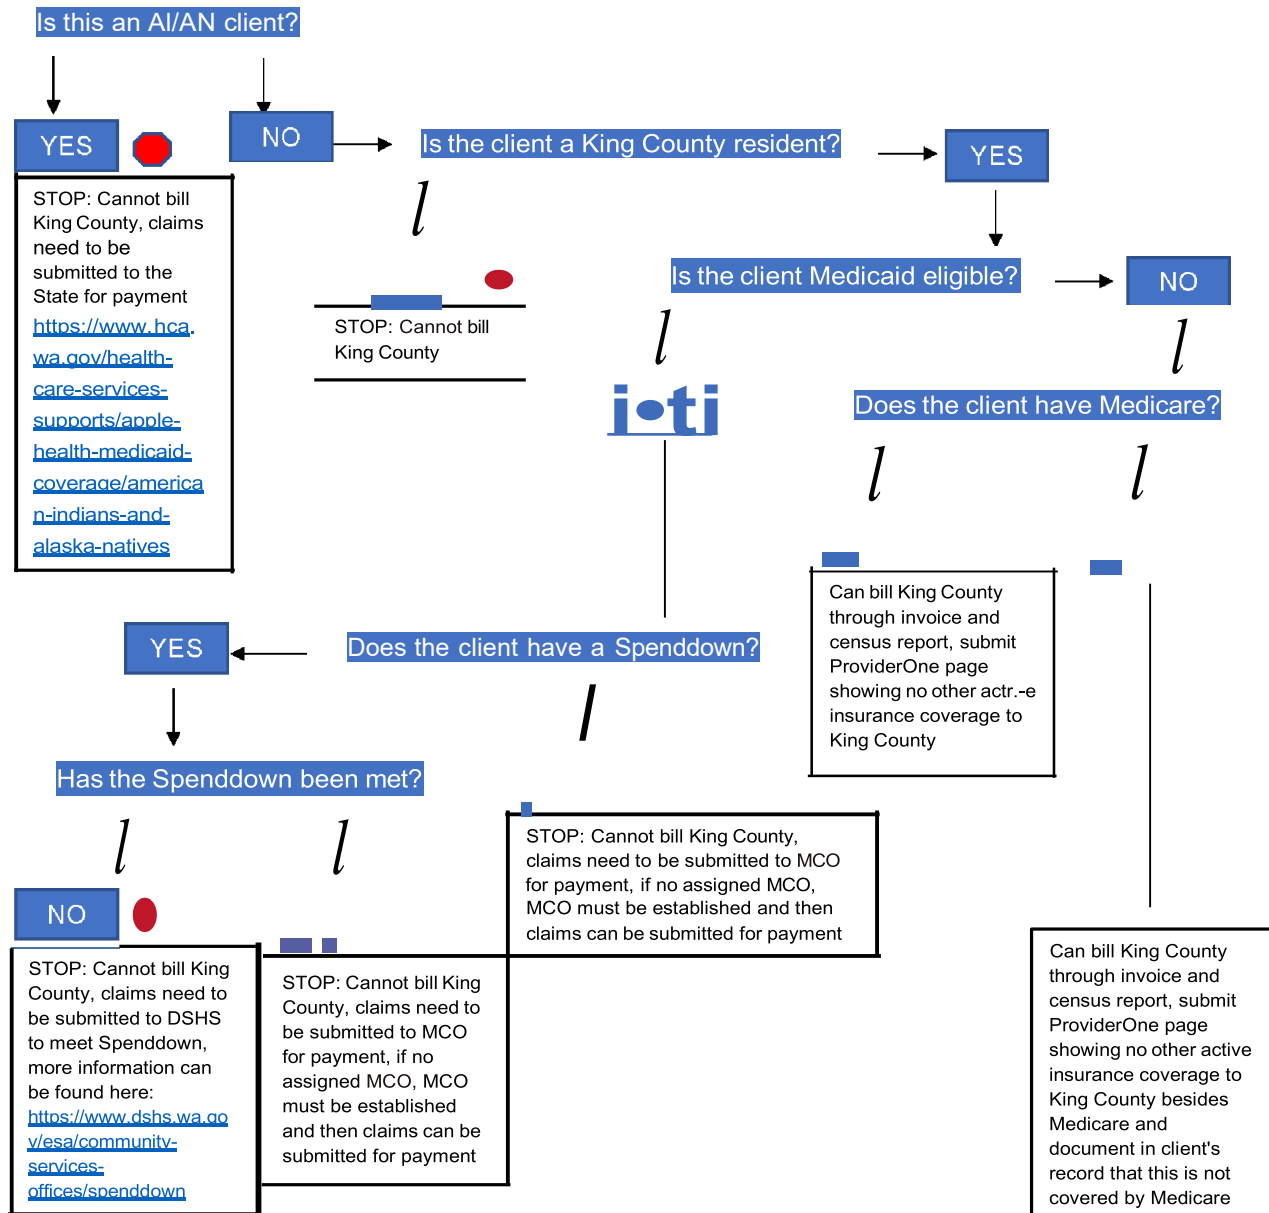 Is this an AI/AN client?
YES
NO
Is the client a King County resident?
YES
STOP: Cannot bill
King County, claims
need to be
submitted to the
State for payment
https://www.hca.
wa.gov/health-
care-services-
supports/apple-
health-medicaid-
coverage/america
n-indians-and-
alaska-natives
l
STOP: Cannot bill
King County
Is the client Medicaid eligible?
NO
l
l
i•ti
Does the client have Medicare?
l
l
Can bill King County
through invoice and
census report, submit
ProviderOne page
showing no other actr.-e
insurance coverage to
King County
YES
Does the client have a Spenddown?
l
Has the Spenddown been met?
l
l
STOP: Cannot bill King County,
claims need to be submitted to MCO
for payment, if no assigned MCO,
MCO must be established and then
claims can be submitted for payment
NO
STOP: Cannot bill King
County, claims need to
be submitted to DSHS
to meet Spenddown,
more information can
be found here:
https://www.dshs.wa.go
v/esa/community-
services-
offices/spenddown
STOP: Cannot bill King
County, claims need to
be submitted to MCO
for payment, if no
assigned MCO, MCO
must be established
and then claims can be
submitted for payment
Can bill King County
through invoice and
census report, submit
ProviderOne page
showing no other active
insurance coverage to
King County besides
Medicare and
document in client's
record that this is not
covered by Medicare